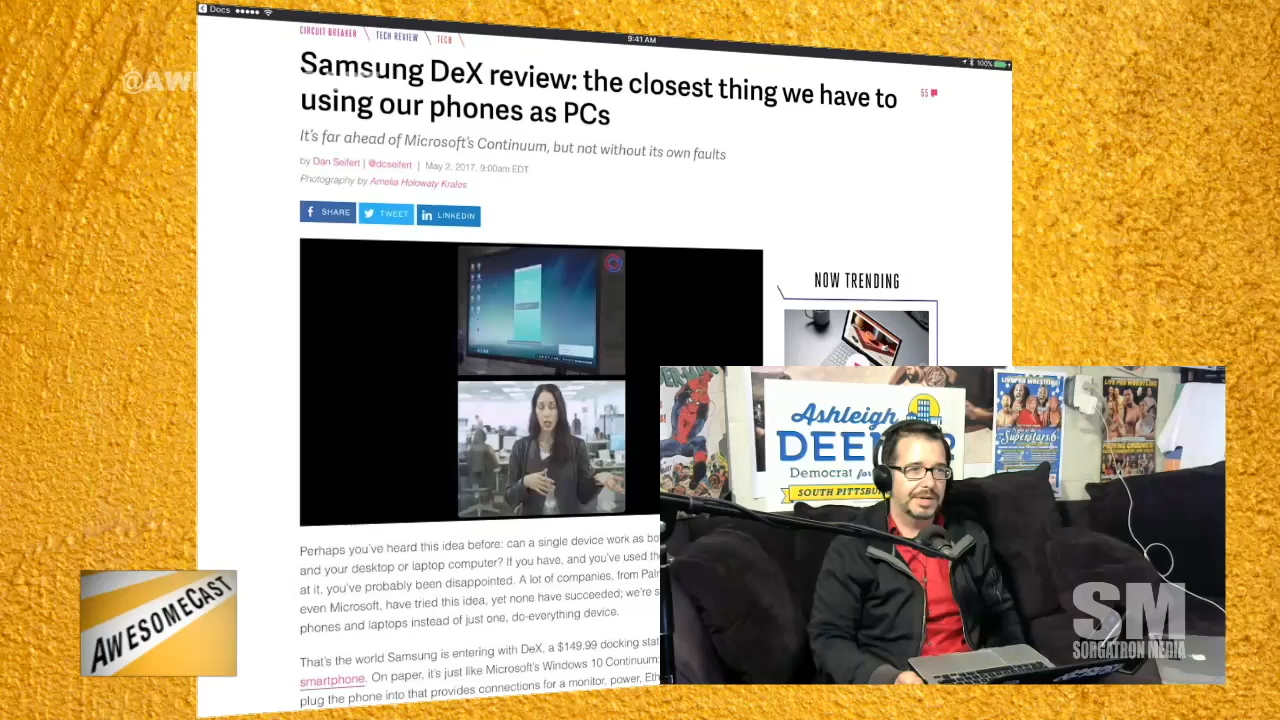 Docs
9:41 AM
100%
@AW
CIRCUIT BREAKER
TECH REVIEW
TECH
Samsung DeX review: the closest thing we have to
using our phones as PCs
55
It's far ahead of Microsoft's Continuum, but not without its own faults
by Dan Seifert | @dcseifert | May 2, 2017, 9:00am EDT
Photography by Amelia Holowaty Krales
SHARE
TWEET
LINKEDIN
NOW TRENDING
Perhaps you've heard this idea before: can a single device work as bo
and your desktop or laptop computer? If you have, and you've used th
at it, you've probably been disappointed. A lot of companies, from Palm
even Microsoft, have tried this idea, yet none have succeeded; we're s
phones and laptops instead of just one, do-everything device.
That's the world Samsung is entering with DeX, a $149.99 docking stat
smartphone. On paper, it's just like Microsoft's Windows 10 Continuum:
plug the phone into that provides connections for a monitor, power, Eth
Ashleigh
DEE
Democrat for
SOUTH PITTSBU
LIVE PRO WRESTLING
Superstars 6
AWESOMECAST
SM
SORGATRON MEDIA